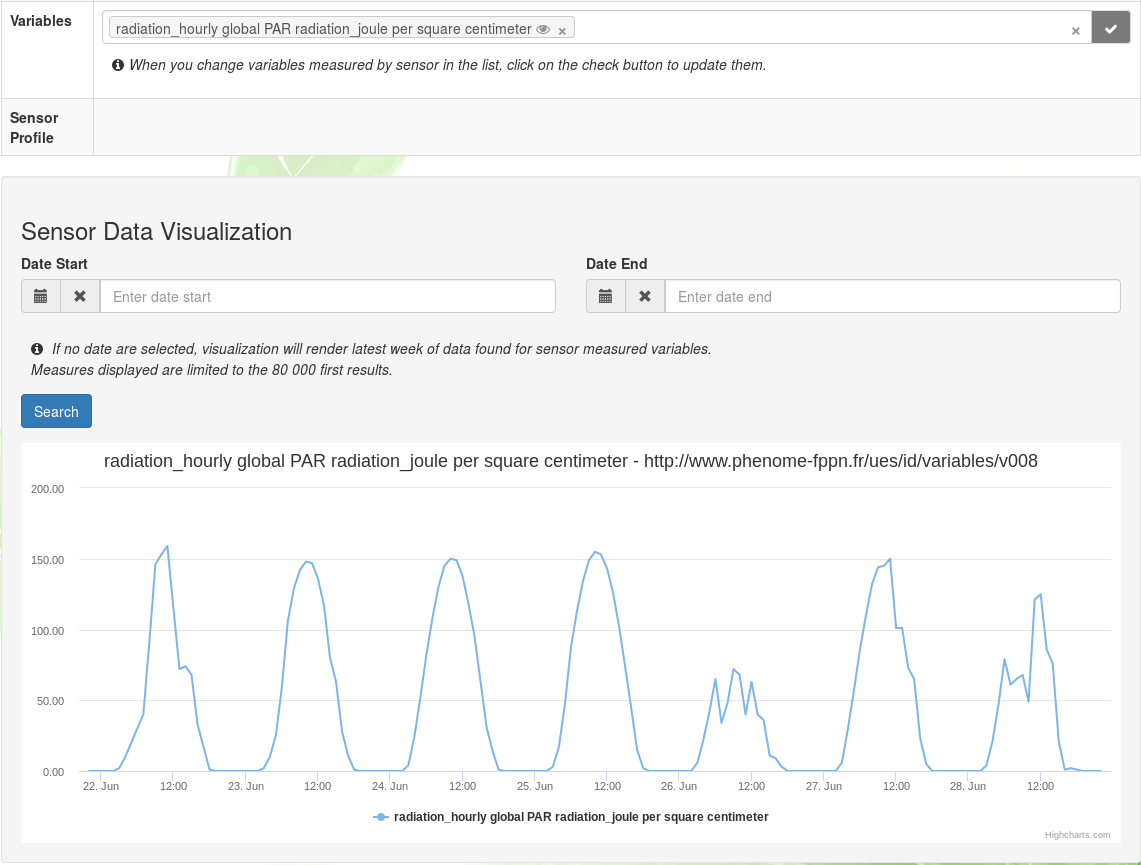 Variables
radiation_hourly global PAR radiation_joule per square centimeter
When you change variables measured by sensor in the list, click on the check button to update them.
Sensor
Profile
Sensor Data Visualization
Date Start
Date End
Enter date start
Enter date end
If no date are selected, visualization will render latest week of data found for sensor measured variables.
Measures displayed are limited to the 80 000 first results.
Search
radiation_hourly global PAR radiation_joule per square centimeter - http://www.phenome-fppn.fr/ues/id/variables/v008
200.00
150.00
100.00
50.00
0.00
22. Jun 12:00 23. Jun 12:00 24. Jun 12:00 25. Jun 12:00 26. Jun 12:00 27. Jun 12:00 28. Jun 12:00
radiation_hourly global PAR radiation_joule per square centimeter
Highcharts.com